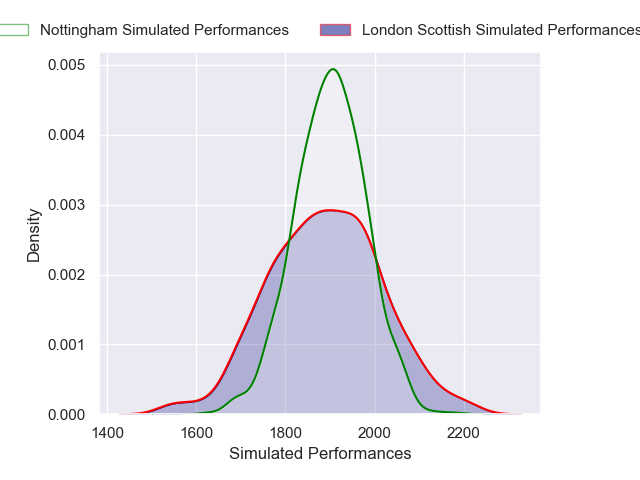 Nottingham Simulated Performances
London Scottish Simulated Performances
0.005
0.004
0.003
0.002
0.001
0.000
Density
1400 1600 1800 2000 2200
Simulated Performances